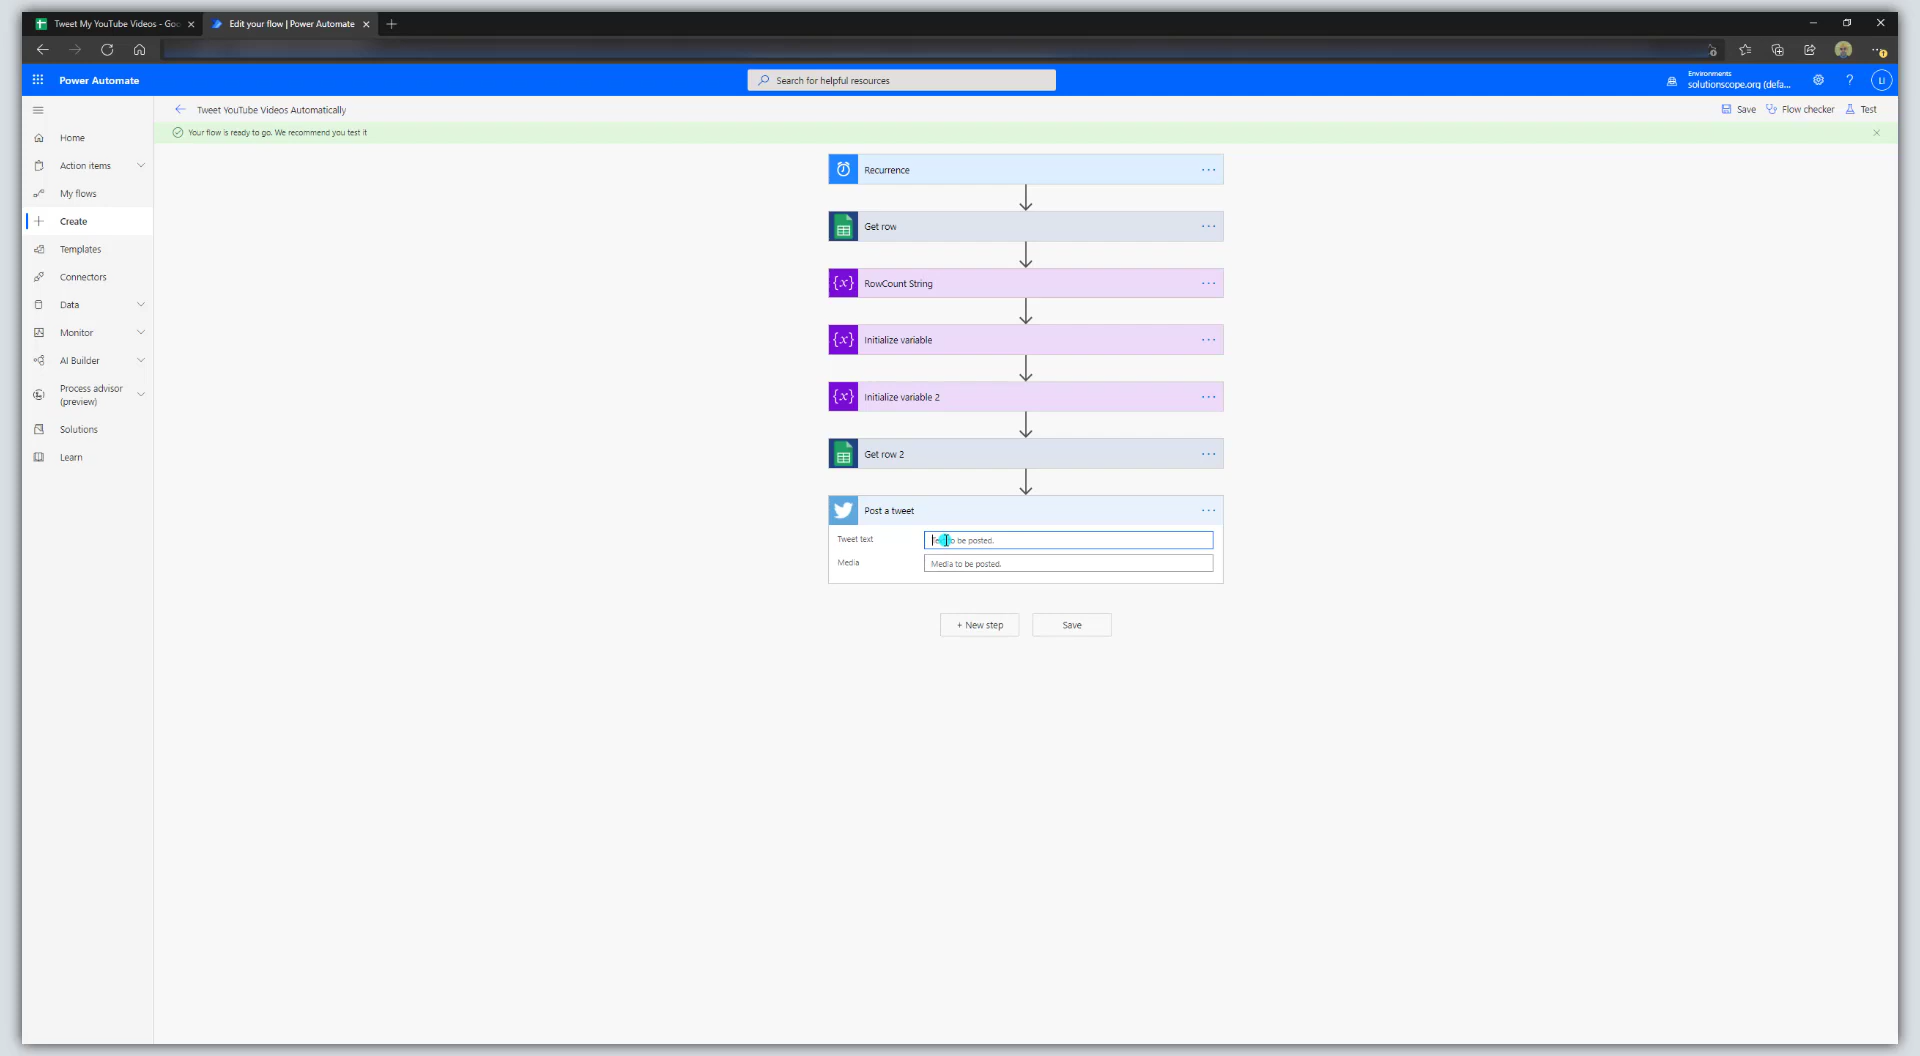 Tweet My YouTube Videos - Goo
Edit your flow | Power Automate
Power Automate
Search for helpful resources
Environments
solutionscope.org (defa...
LI
Tweet YouTube Videos Automatically
Save
Flow checker
Test
Your flow is ready to go. We recommend you test it
Home
Action items
My flows
Create
Templates
Connectors
Data
Monitor
AI Builder
Process advisor
(preview)
Solutions
Learn
Recurrence
Get row
{x} RowCount String
{x} Initialize variable
{x} Initialize variable 2
Get row 2
Post a tweet
Tweet text
to be posted.
Media
Media to be posted.
+ New step
Save